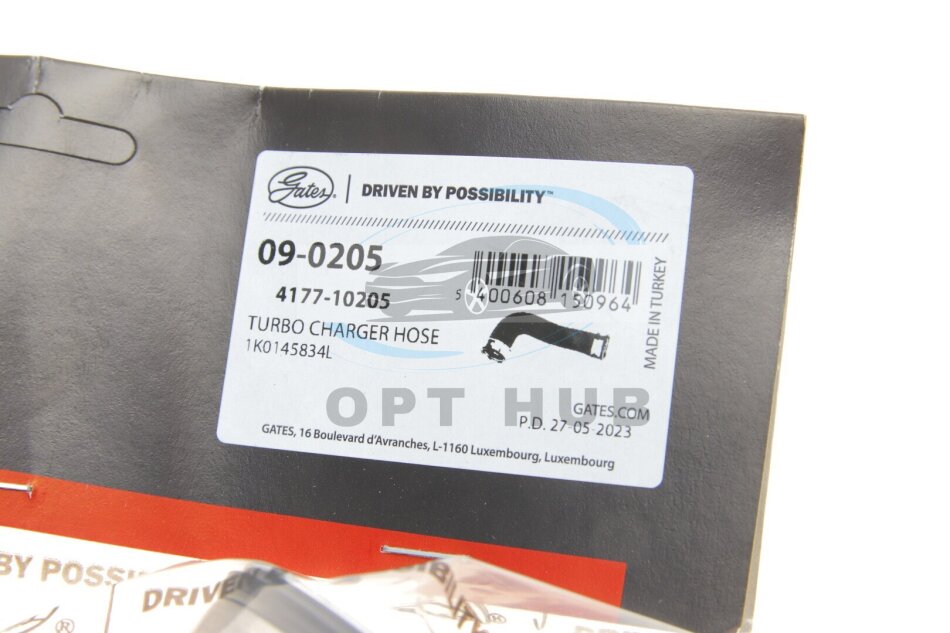 Gates® | DRIVEN BY POSSIBILITY™
09-0205
4177-10205
5 400608 150964
TURBO CHARGER HOSE
1K0145834L
MADE IN TURKEY
OPT HUB
GATES.COM
P.D. 27-05-2023
GATES, 16 Boulevard d'Avranches, L-1160 Luxembourg, Luxembourg
BY POSSI
DRIVEN
IBILITY
®